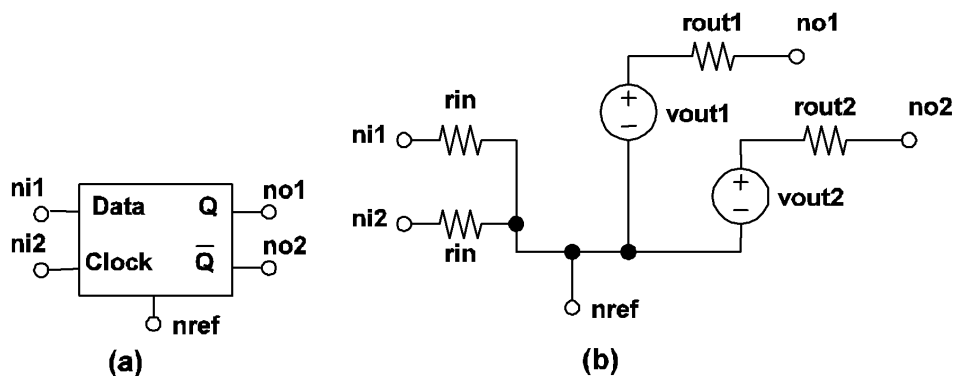 ni1
Data
Q
no1
ni2
Clock
Q̅
no2
nref
(a)
rout1
no1
rin
ni1
+
−
vout1
rout2
no2
ni2
rin
+
−
vout2
nref
(b)